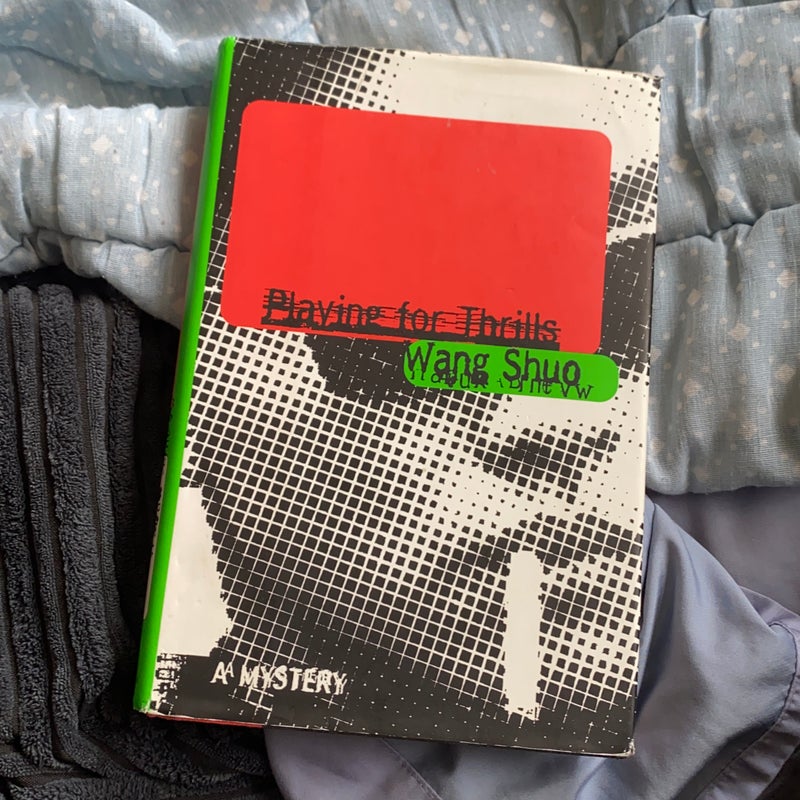 Playing for Thrills
Wang Shuo
A MYSTERY